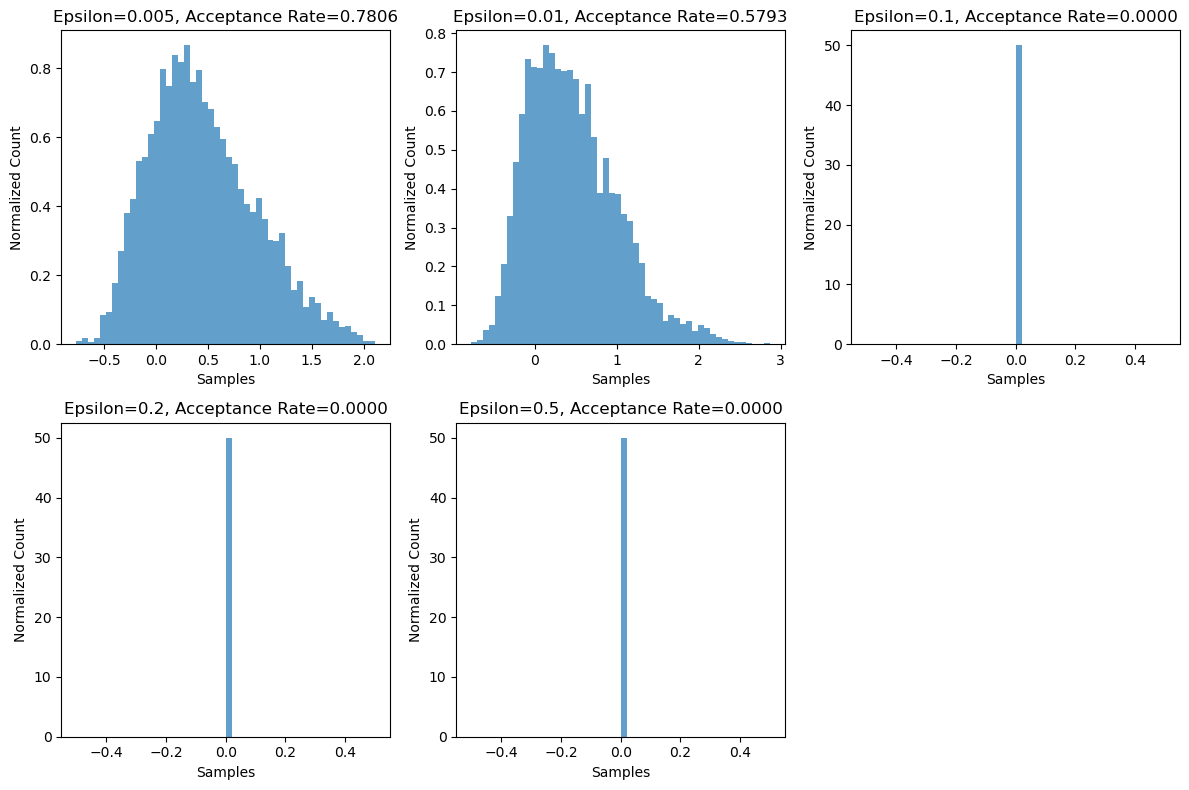 Epsilon=0.005, Acceptance Rate=0.7806
Normalized Count
0.8
0.6
0.4
0.2
0.0
−0.5 0.0 0.5 1.0 1.5 2.0
Samples
Epsilon=0.01, Acceptance Rate=0.5793
Normalized Count
0.8
0.7
0.6
0.5
0.4
0.3
0.2
0.1
0.0
0 1 2 3
Samples
Epsilon=0.1, Acceptance Rate=0.0000
Normalized Count
50
40
30
20
10
0
−0.4 −0.2 0.0 0.2 0.4
Samples
Epsilon=0.2, Acceptance Rate=0.0000
Normalized Count
50
40
30
20
10
0
−0.4 −0.2 0.0 0.2 0.4
Samples
Epsilon=0.5, Acceptance Rate=0.0000
Normalized Count
50
40
30
20
10
0
−0.4 −0.2 0.0 0.2 0.4
Samples